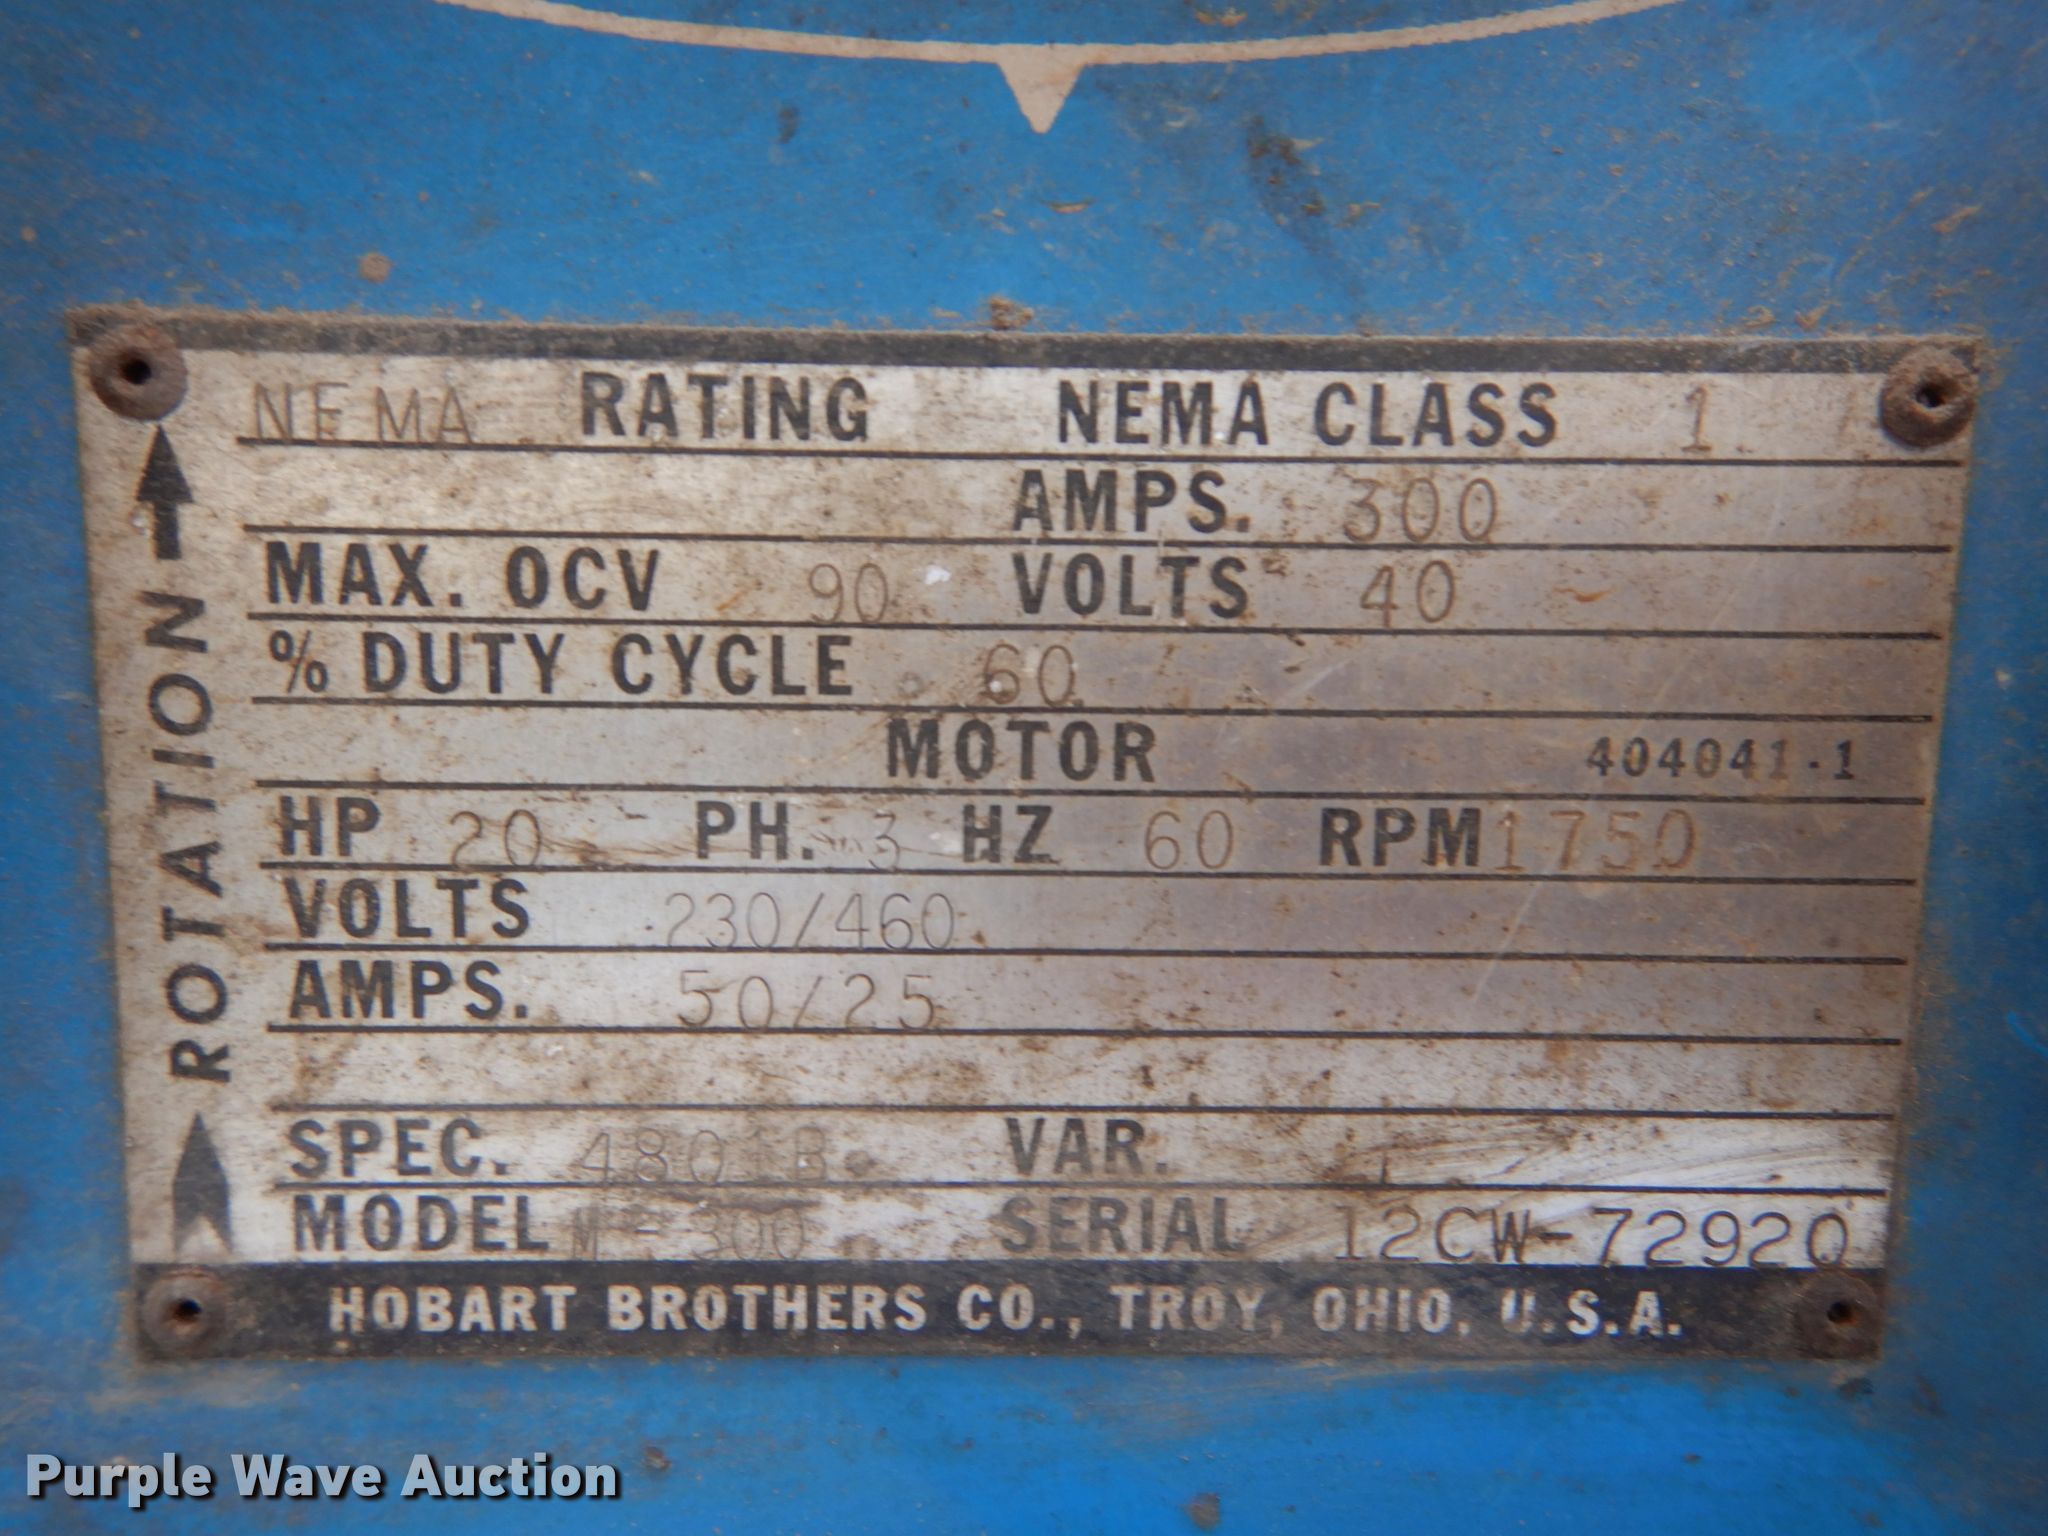 NEMA RATING NEMA CLASS 1
AMPS. 300
MAX. OCV 90 VOLTS 40
% DUTY CYCLE 60
MOTOR 404041-1
HP 20 PH. 3 HZ 60 RPM 1750
VOLTS 230/460
AMPS. 50/25
SPEC. 4801B VAR.
MODEL M-300 SERIAL 12CW-72920
HOBART BROTHERS CO., TROY, OHIO, U.S.A.
ROTATION
Purple Wave Auction